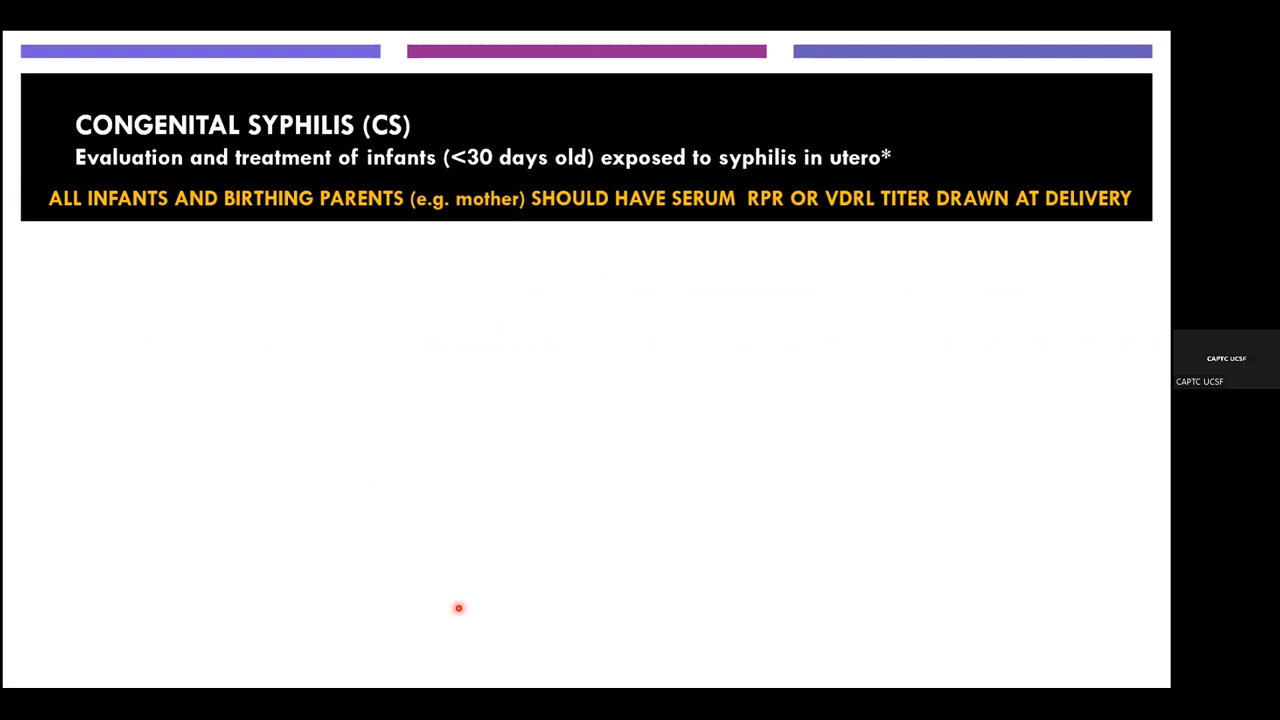 CONGENITAL SYPHILIS (CS)
Evaluation and treatment of infants (<30 days old) exposed to syphilis in utero*
ALL INFANTS AND BIRTHING PARENTS (e.g. mother) SHOULD HAVE SERUM RPR OR VDRL TITER DRAWN AT DELIVERY
CAPTC UCSF
CAPTC UCSF